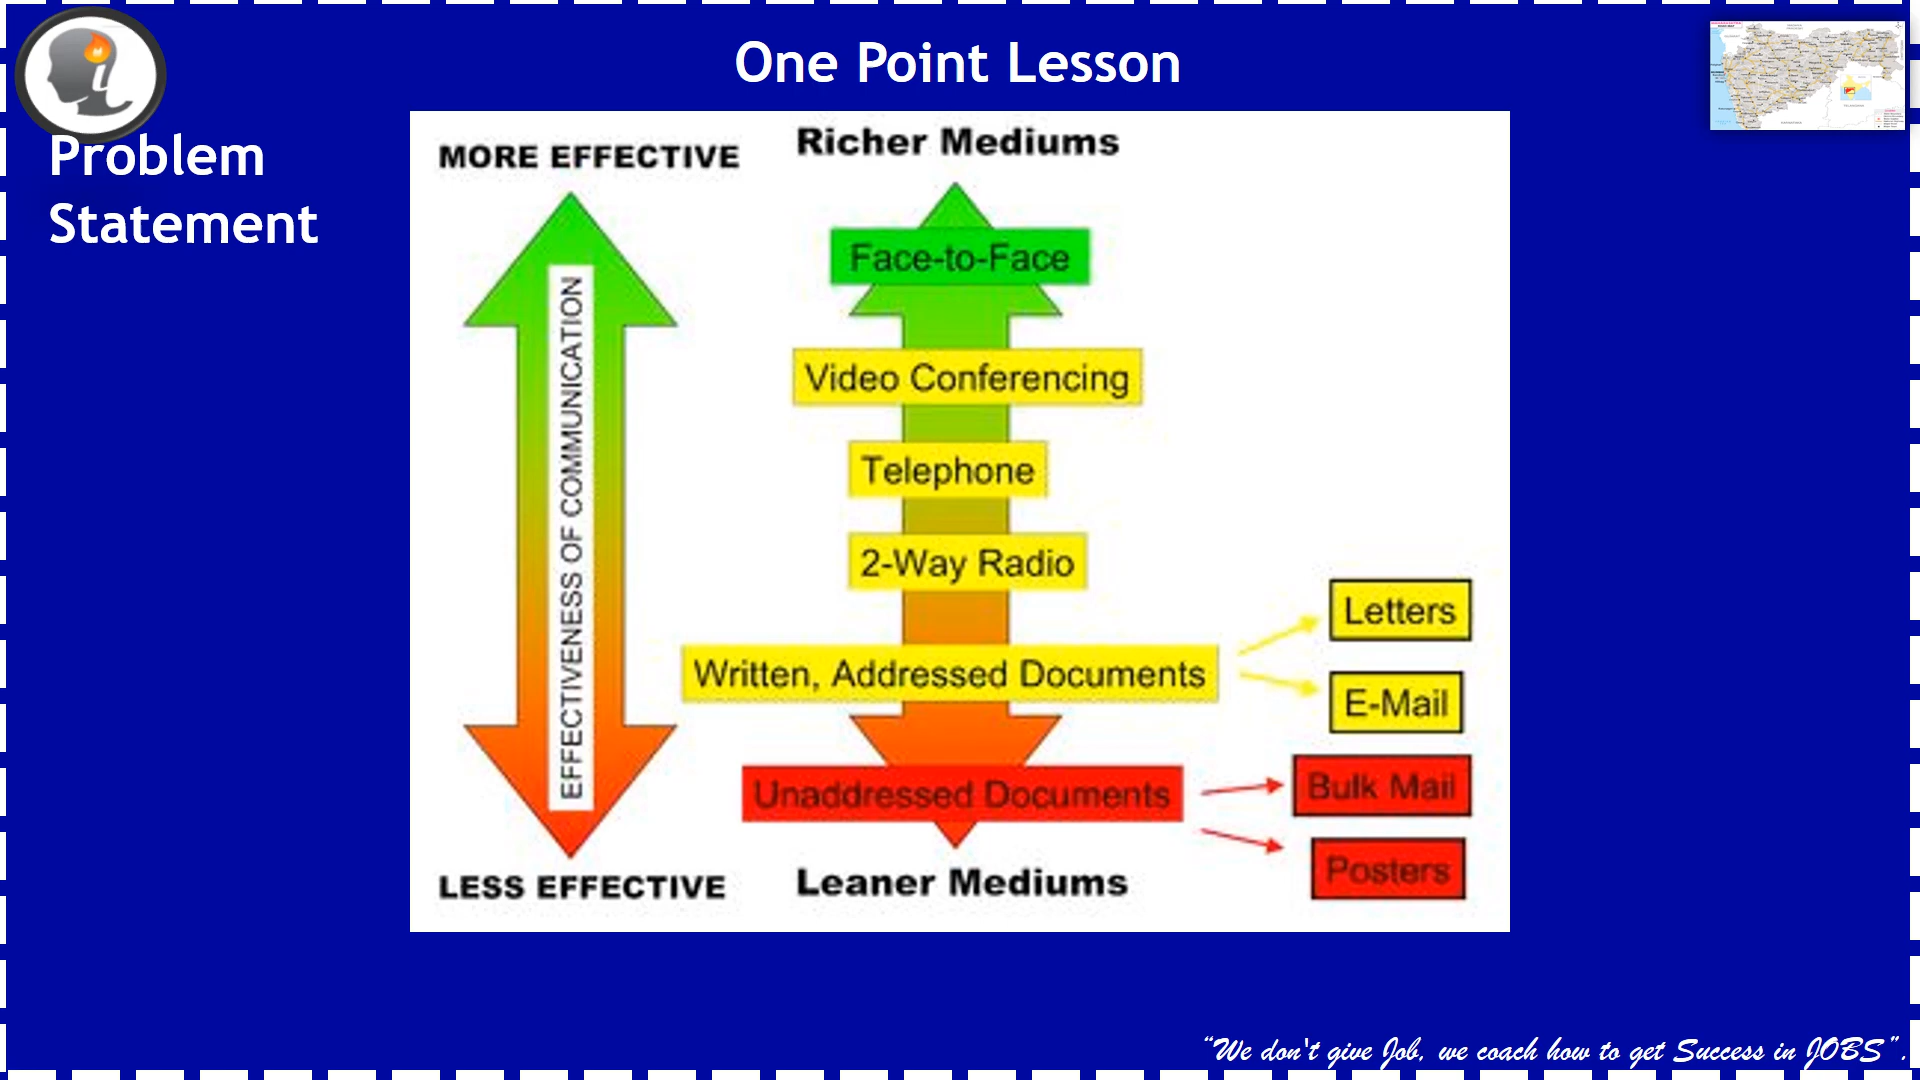 One Point Lesson
Problem
Statement
MORE EFFECTIVE
Richer Mediums
EFFECTIVENESS OF COMMUNICATION
Face-to-Face
Video Conferencing
Telephone
2-Way Radio
Written, Addressed Documents
Letters
E-Mail
Unaddressed Documents
Bulk Mail
Posters
LESS EFFECTIVE
Leaner Mediums
“We don't give Job, we coach how to get Success in JOBS”.